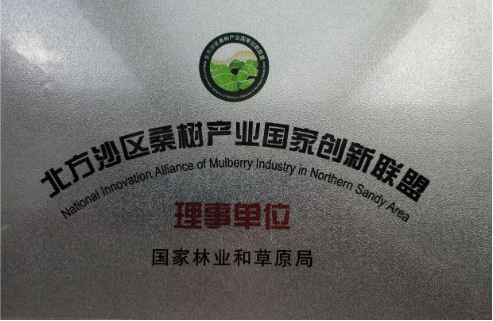 北方沙区桑树产业国家创新联盟
National Innovation Alliance of Mulberry Industry in Northern Sandy Area
理事单位
国家林业和草原局